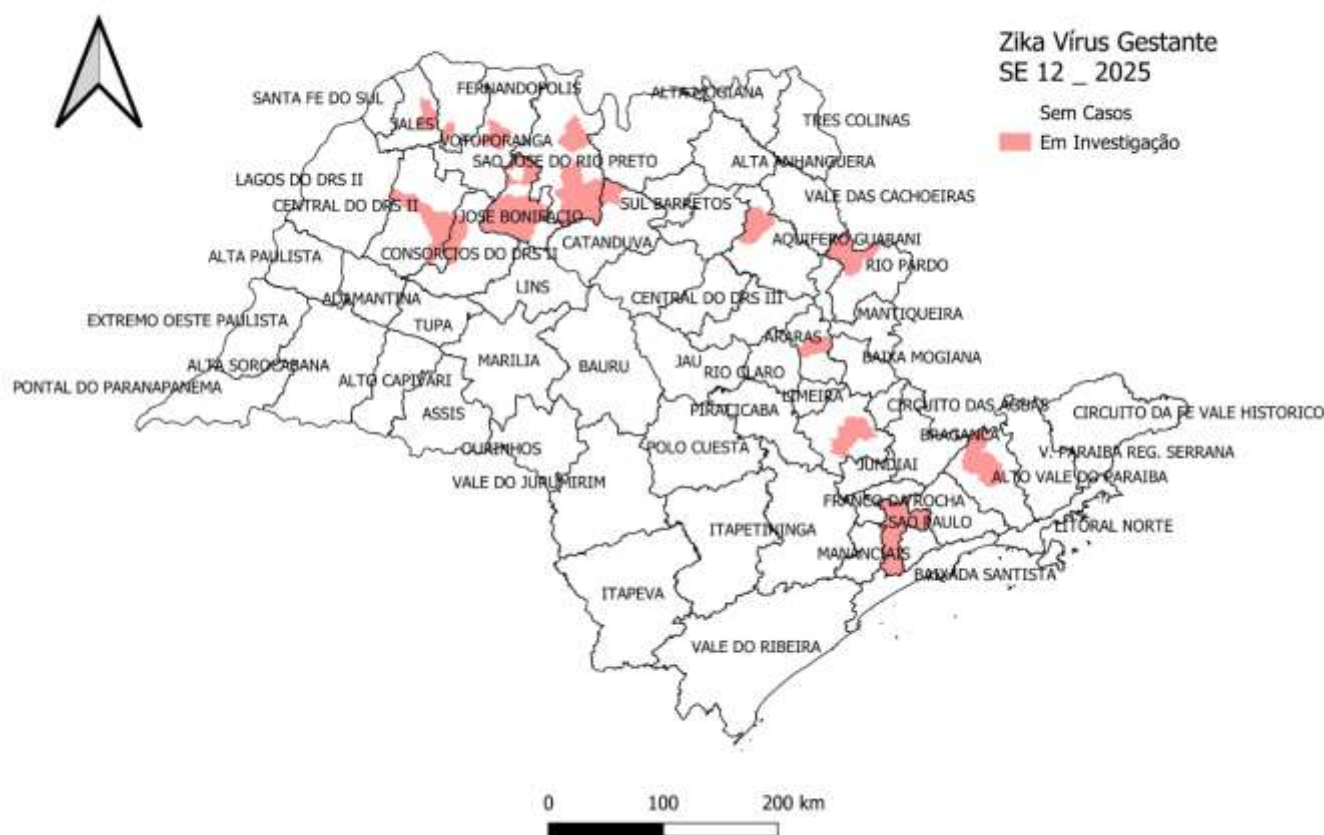 Zika Vírus Gestante
SE 12 _ 2025
Sem Casos
Em Investigação
FERNANDOPOLIS
SANTA FE DO SUL
ALTA MOGIANA
JALES
TRES COLINAS
VOTUPORANGA
SAO JOSE DO RIO PRETO
ALTA ANHANGUERA
LAGOS DO DRS II
VALE DAS CACHOEIRAS
CENTRAL DO DRS II
SUL BARRETOS
JOSE BONIFACIO
AQUIFERO GUARANI
CATANDUVA
ALTA PAULISTA
CONSORCIOS DO DRS II
RIO PARDO
LINS
ADAMANTINA
CENTRAL DO DRS III
MANTIQUEIRA
EXTREMO OESTE PAULISTA
TUPA
ARARAS
BAIXA MOGIANA
MARILIA
JAU
ALTA SOROCABANA
BAURU
RIO CLARO
ALTO CAPIVARI
PONTAL DO PARANAPANEMA
LIMEIRA
CIRCUITO DAS AGUAS
ASSIS
PIRACICABA
CIRCUITO DA FE VALE HISTORICO
BRAGANCA
OURINHOS
POLO CUESTA
V. PARAIBA REG. SERRANA
JUNDIAI
ALTO VALE DO PARAIBA
VALE DO JURUMIRIM
FRANCO DA ROCHA
SAO PAULO
LITORAL NORTE
ITAPETININGA
MANANCIAIS
BAIXADA SANTISTA
ITAPEVA
VALE DO RIBEIRA
0 100 200 km